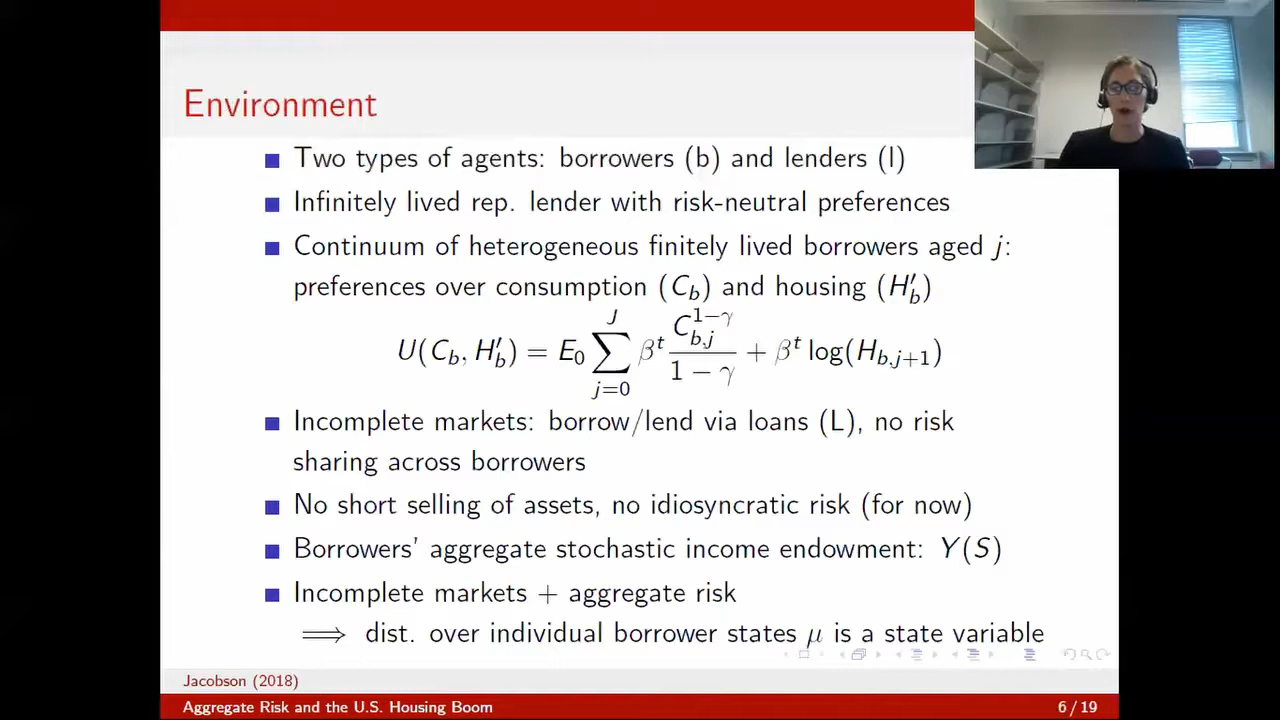 Environment
Two types of agents: borrowers (b) and lenders (l)
Infinitely lived rep. lender with risk-neutral preferences
Continuum of heterogeneous finitely lived borrowers aged j:
preferences over consumption (C_b) and housing (H′_b)
U(C_b, H′_b) = E_0 ∑_{j=0}^{J} β^t C_{b,j}^{1−γ} / (1 − γ) + β^t log(H_{b,j+1})
Incomplete markets: borrow/lend via loans (L), no risk
sharing across borrowers
No short selling of assets, no idiosyncratic risk (for now)
Borrowers' aggregate stochastic income endowment: Y(S)
Incomplete markets + aggregate risk
⟹ dist. over individual borrower states μ is a state variable
Jacobson (2018)
Aggregate Risk and the U.S. Housing Boom 6 / 19